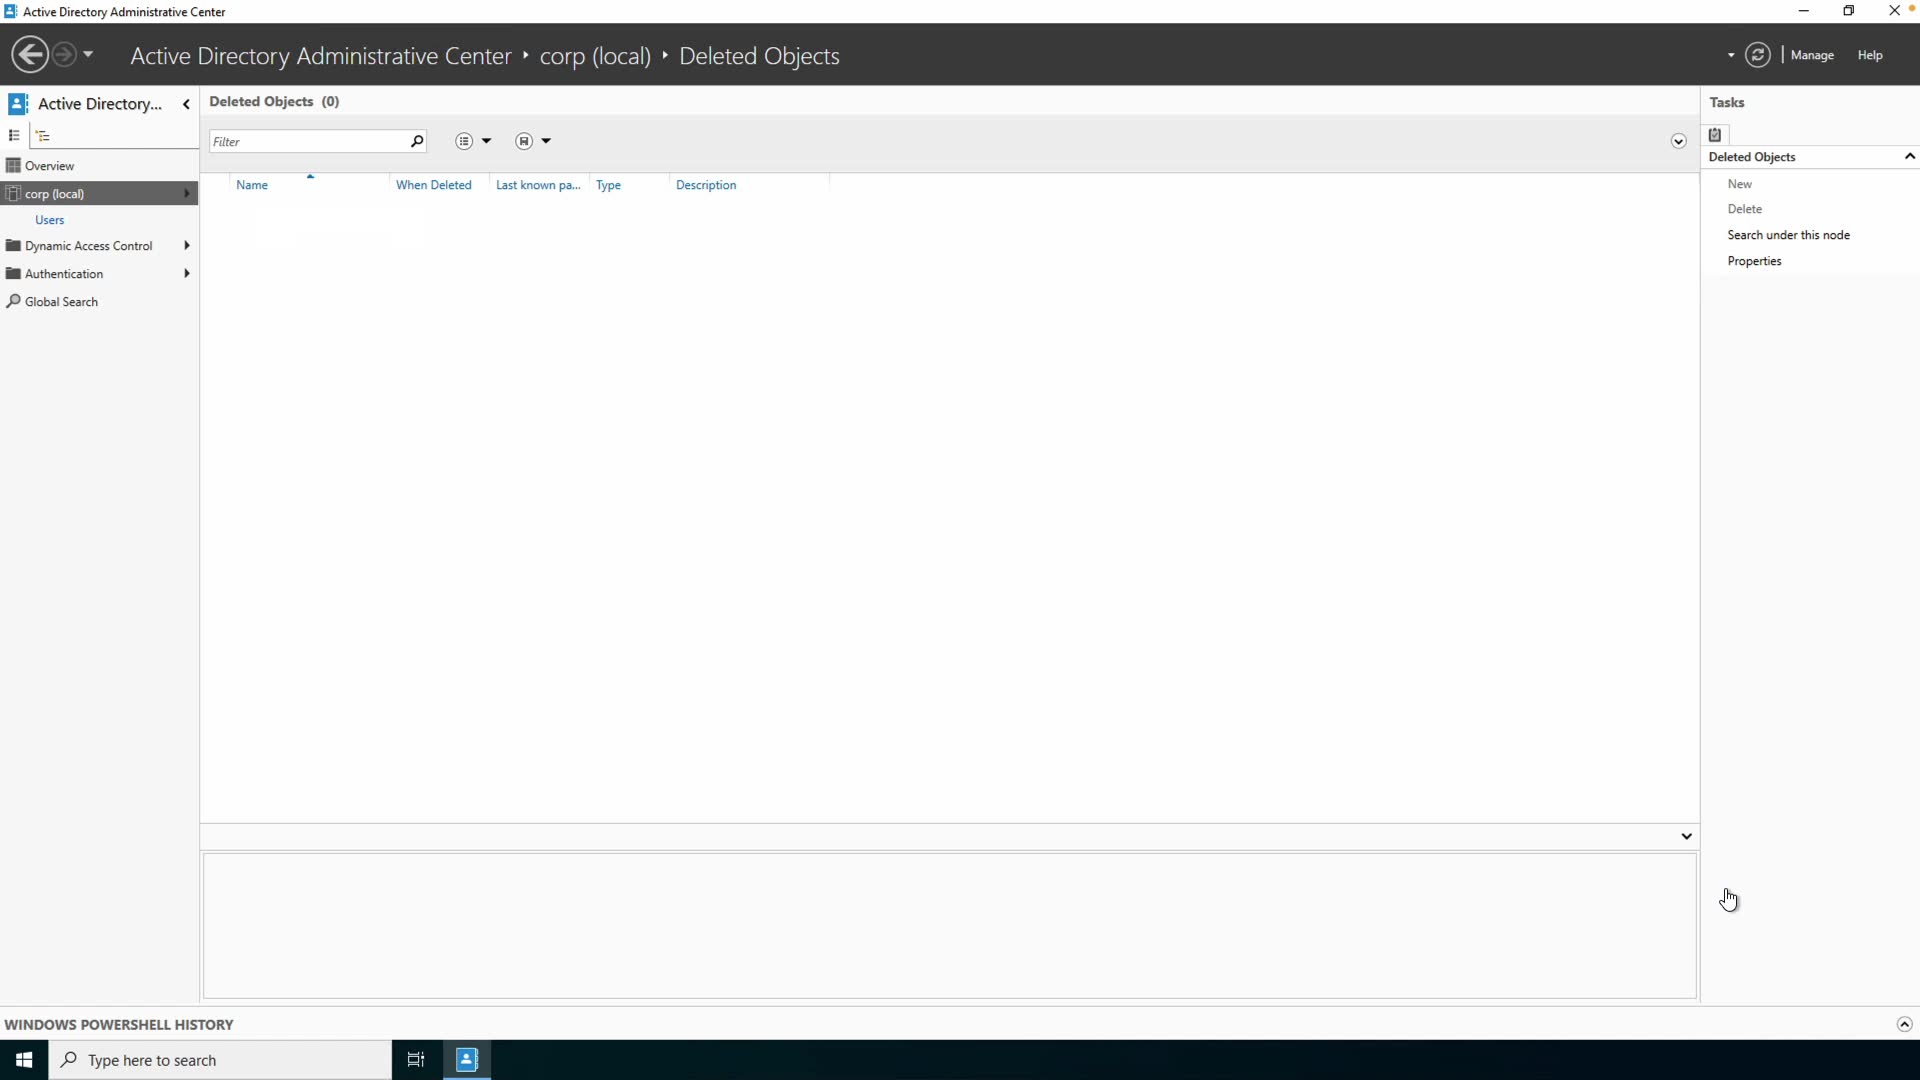 Active Directory Administrative Center
Active Directory Administrative Center • corp (local) • Deleted Objects
Manage Help
Active Directory...
Overview
corp (local)
Users
Dynamic Access Control
Authentication
Global Search
Deleted Objects (0)
Filter
Name When Deleted Last known pa... Type Description
Tasks
Deleted Objects
New
Delete
Search under this node
Properties
WINDOWS POWERSHELL HISTORY
Type here to search